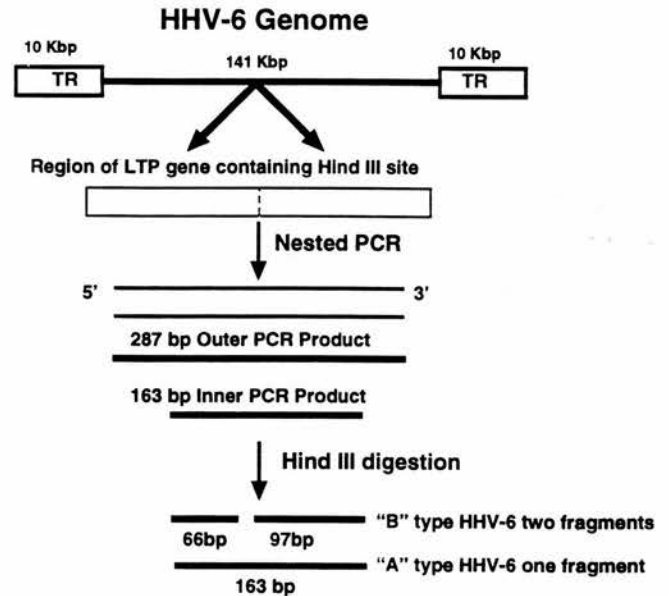 HHV-6 Genome
10 Kbp
141 Kbp
10 Kbp
TR
TR
Region of LTP gene containing Hind III site
Nested PCR
5'
3'
287 bp Outer PCR Product
163 bp Inner PCR Product
Hind III digestion
"B" type HHV-6 two fragments
66bp
97bp
"A" type HHV-6 one fragment
163 bp